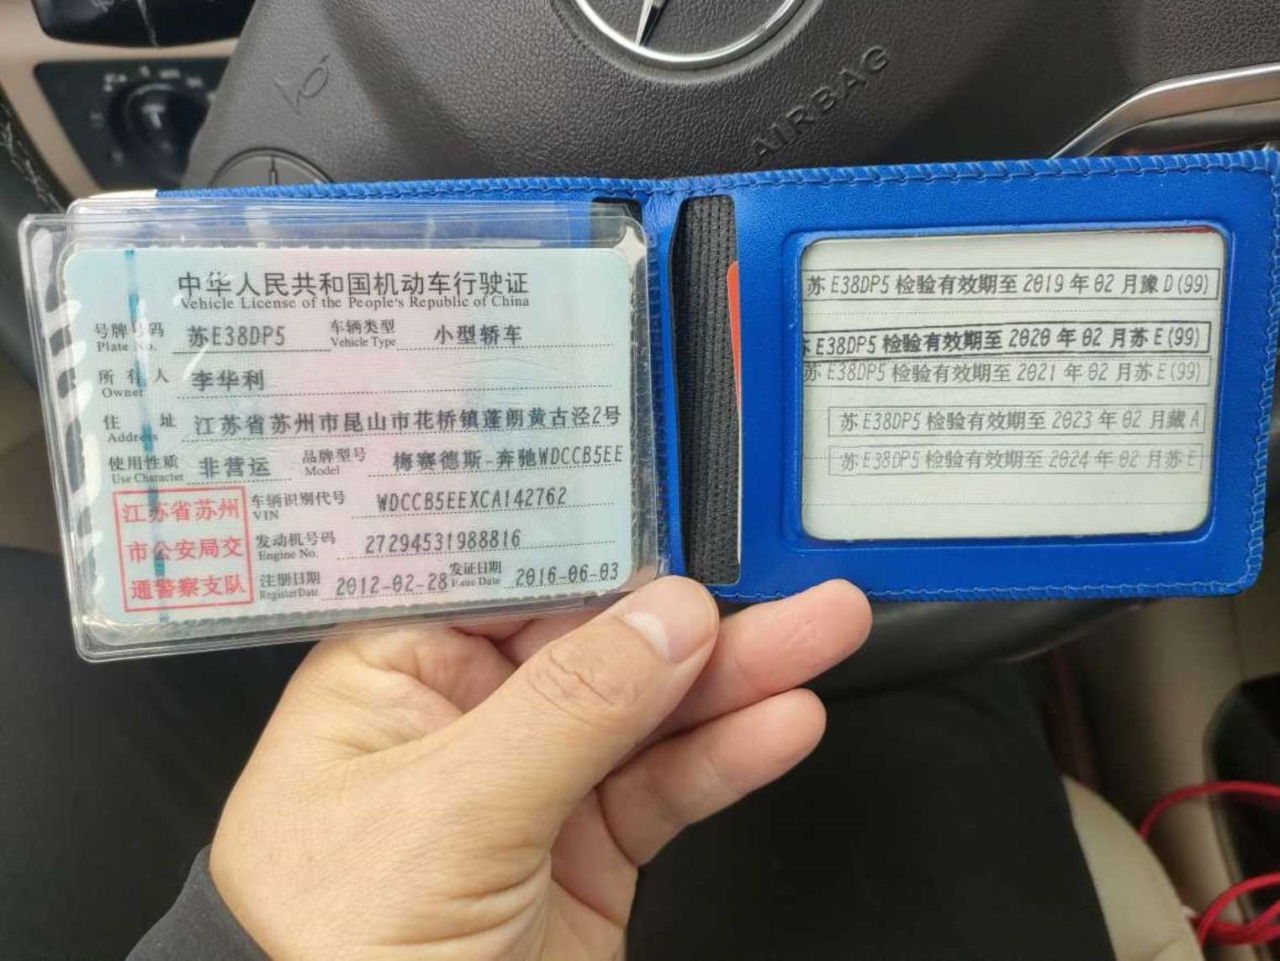 AIRBAG
中华人民共和国机动车行驶证
Vehicle License of the People's Republic of China
号牌号码 苏E38DP5 车辆类型 小型轿车
Plate No. Vehicle Type
所有人 李华利
Owner
住址 江苏省苏州市昆山市花桥镇蓬朗黄古泾2号
Address
使用性质 非营运 品牌型号 梅赛德斯-奔驰WDCCB5EE
Use Character Model
江苏省苏州
市公安局交
通警察支队
车辆识别代号 WDCCB5EEXCA142762
VIN
发动机号码 27294531988816
Engine No.
注册日期 2012-02-28 发证日期 2016-06-03
Register Date Issue Date
苏E38DP5 检验有效期至 2019 年 02 月豫 D(99)
E38DP5 检验有效期至 2020 年 02 月苏 E(99)
苏E38DP5 检验有效期至 2021 年 02 月苏 E(99)
苏E38DP5 检验有效期至 2023 年 02 月藏 A
苏E38DP5 检验有效期至 2024 年 02 月苏 E